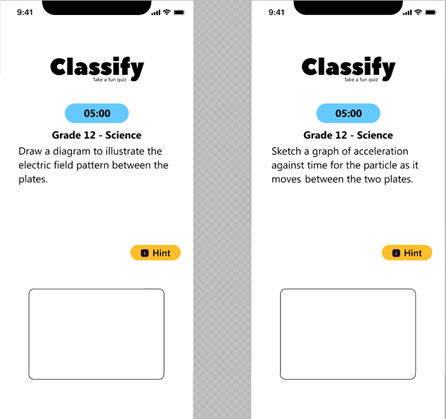 9:41
Classify
Take a fun quiz
05:00
Grade 12 - Science
Draw a diagram to illustrate the
electric field pattern between the
plates.
Hint
9:41
Classify
Take a fun quiz
05:00
Grade 12 - Science
Sketch a graph of acceleration
against time for the particle as it
moves between the two plates.
Hint